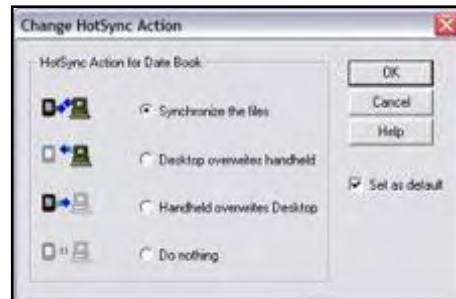 Change HotSync Action
HotSync Action for Date Book
Synchronize the files
Desktop overwrites handheld
Handheld overwrites Desktop
Do nothing
OK
Cancel
Help
Set as default